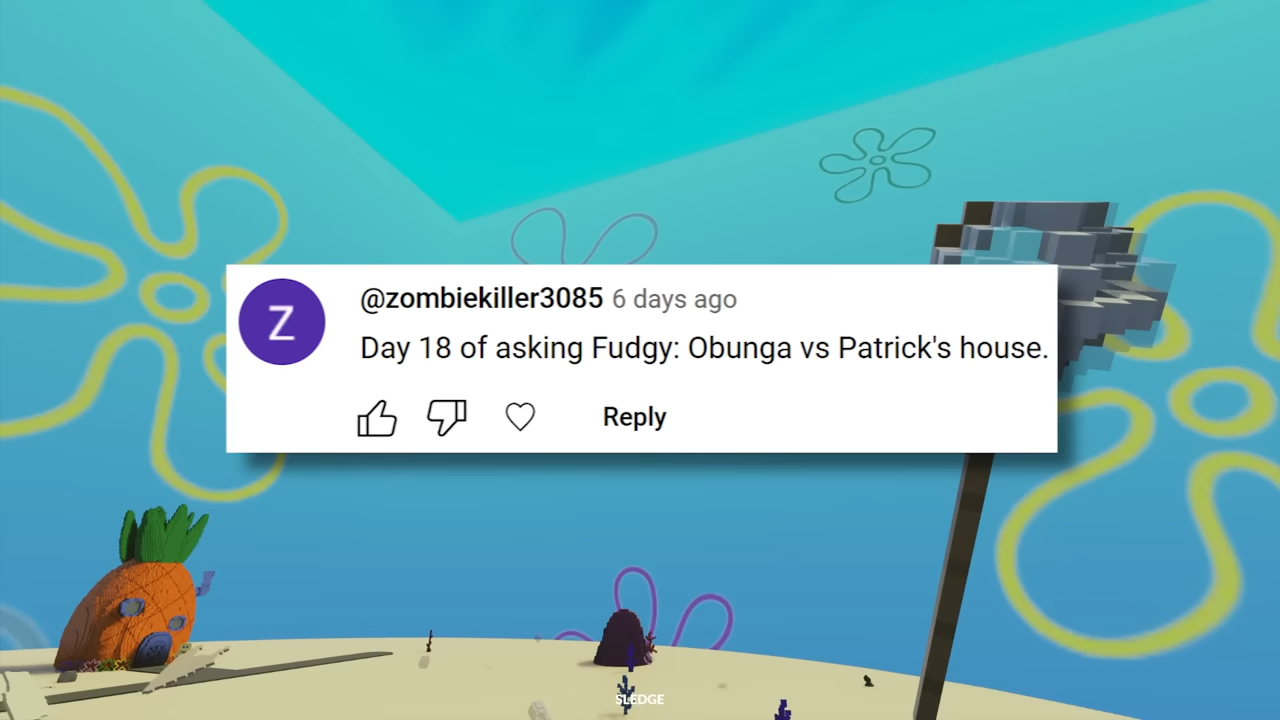 Z
@zombiekiller3085 6 days ago
Day 18 of asking Fudgy: Obunga vs Patrick's house.
Reply
SLEDGE